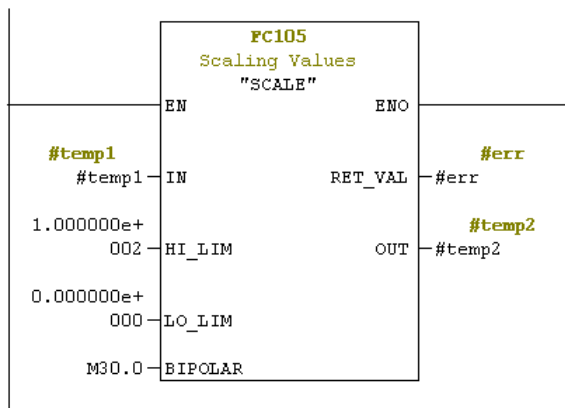 FC105
Scaling Values
"SCALE"
EN ENO
#temp1 #err
#temp1 IN RET_VAL #err
1.000000e+ #temp2
002 HI_LIM OUT #temp2
0.000000e+
000 LO_LIM
M30.0 BIPOLAR